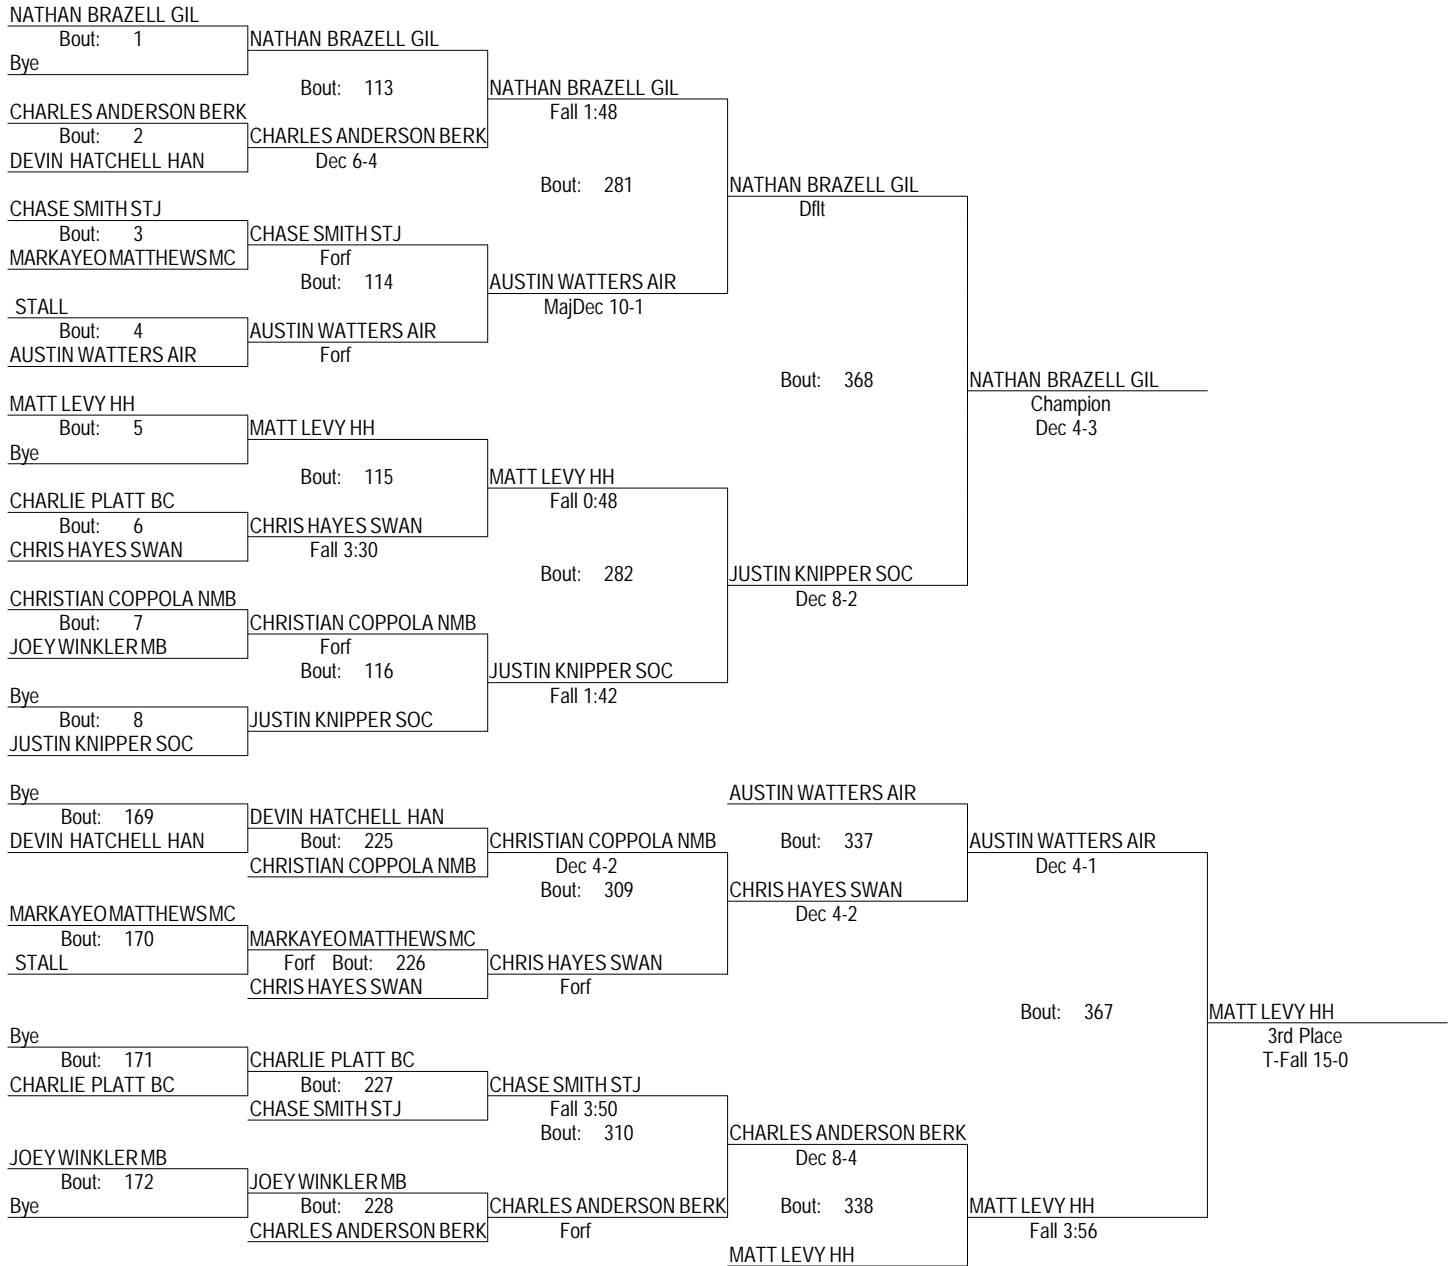 NATHAN BRAZELL GIL
Bout: 1
NATHAN BRAZELL GIL
Bye
Bout: 113
NATHAN BRAZELL GIL
CHARLES ANDERSON BERK
Fall 1:48
Bout: 2
CHARLES ANDERSON BERK
DEVIN HATCHELL HAN
Dec 6-4
Bout: 281
NATHAN BRAZELL GIL
CHASE SMITH STJ
Dflt
Bout: 3
CHASE SMITH STJ
MARKAYEO MATTHEWS MC
Forf
Bout: 114
AUSTIN WATTERS AIR
STALL
MajDec 10-1
Bout: 4
AUSTIN WATTERS AIR
AUSTIN WATTERS AIR
Forf
Bout: 368
NATHAN BRAZELL GIL
MATT LEVY HH
Champion
Bout: 5
MATT LEVY HH
Dec 4-3
Bye
Bout: 115
MATT LEVY HH
CHARLIE PLATT BC
Fall 0:48
Bout: 6
CHRIS HAYES SWAN
CHRIS HAYES SWAN
Fall 3:30
Bout: 282
JUSTIN KNIPPER SOC
CHRISTIAN COPPOLA NMB
Dec 8-2
Bout: 7
CHRISTIAN COPPOLA NMB
JOEY WINKLER MB
Forf
Bout: 116
JUSTIN KNIPPER SOC
Bye
Fall 1:42
Bout: 8
JUSTIN KNIPPER SOC
JUSTIN KNIPPER SOC
Bye
AUSTIN WATTERS AIR
Bout: 169
DEVIN HATCHELL HAN
DEVIN HATCHELL HAN
Bout: 225
CHRISTIAN COPPOLA NMB
Bout: 337
AUSTIN WATTERS AIR
CHRISTIAN COPPOLA NMB
Dec 4-2
Dec 4-1
Bout: 309
CHRIS HAYES SWAN
MARKAYEO MATTHEWS MC
Dec 4-2
Bout: 170
MARKAYEO MATTHEWS MC
STALL
Forf Bout: 226
CHRIS HAYES SWAN
CHRIS HAYES SWAN
Forf
Bout: 367
MATT LEVY HH
Bye
3rd Place
Bout: 171
CHARLIE PLATT BC
T-Fall 15-0
CHARLIE PLATT BC
Bout: 227
CHASE SMITH STJ
CHASE SMITH STJ
Fall 3:50
Bout: 310
CHARLES ANDERSON BERK
JOEY WINKLER MB
Dec 8-4
Bout: 172
JOEY WINKLER MB
Bye
Bout: 228
CHARLES ANDERSON BERK
Bout: 338
MATT LEVY HH
CHARLES ANDERSON BERK
Forf
Fall 3:56
MATT LEVY HH